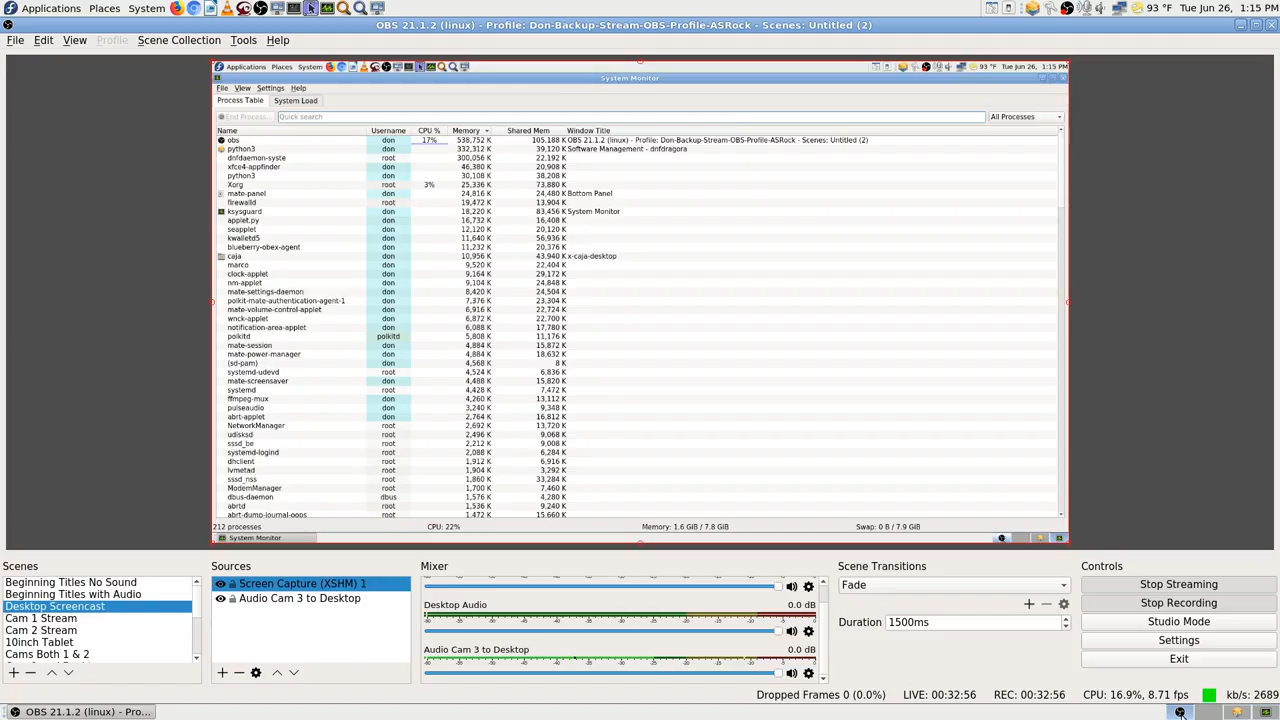 Applications Places System 93 °F Tue Jun 26, 1:15 PM
OBS 21.1.2 (linux) - Profile: Don-Backup-Stream-OBS-Profile-ASRock - Scenes: Untitled (2)
File Edit View Profile Scene Collection Tools Help
Applications Places System 93 °F Tue Jun 26, 1:15 PM
System Monitor
File View Settings Help
Process Table System Load
End Process... Quick search All Processes
Name Username CPU % Memory Shared Mem Window Title
obs don 17% 538,752 K 105,188 K OBS 21.1.2 (linux) - Profile: Don-Backup-Stream-OBS-Profile-ASRock - Scenes: Untitled (2)
python3 don 332,312 K 39,120 K Software Management - dnfdragora
dnfdaemon-syste root 300,056 K 22,192 K
xfce4-appfinder don 46,380 K 20,908 K
python3 don 30,108 K 38,208 K
Xorg root 3% 25,336 K 73,880 K
mate-panel don 24,816 K 24,480 K Bottom Panel
firewalld root 19,472 K 13,904 K
ksysguard don 18,220 K 83,456 K System Monitor
applet.py don 16,732 K 16,408 K
seapplet don 12,120 K 20,120 K
kwalletd5 don 11,640 K 56,936 K
blueberry-obex-agent don 11,232 K 20,376 K
caja don 10,956 K 43,940 K x-caja-desktop
marco don 9,520 K 22,404 K
clock-applet don 9,164 K 29,172 K
nm-applet don 9,104 K 24,848 K
mate-settings-daemon don 8,420 K 24,504 K
polkit-mate-authentication-agent-1 don 7,376 K 23,304 K
mate-volume-control-applet don 6,916 K 22,724 K
wnck-applet don 6,872 K 22,700 K
notification-area-applet don 6,088 K 17,780 K
polkitd polkitd 5,808 K 11,176 K
mate-session don 4,884 K 15,872 K
mate-power-manager don 4,884 K 18,632 K
(sd-pam) don 4,568 K 8 K
systemd-udevd root 4,524 K 6,836 K
mate-screensaver don 4,488 K 15,820 K
systemd root 4,428 K 7,472 K
ffmpeg-mux don 4,260 K 13,112 K
pulseaudio don 3,240 K 9,348 K
abrt-applet don 2,764 K 16,812 K
NetworkManager root 2,692 K 13,720 K
udisksd root 2,496 K 9,068 K
sssd_be root 2,212 K 9,008 K
systemd-logind root 2,088 K 6,284 K
dhclient root 1,912 K 6,916 K
lvmetad root 1,904 K 3,292 K
sssd_nss root 1,860 K 33,284 K
ModemManager root 1,700 K 7,460 K
dbus-daemon dbus 1,576 K 4,280 K
abrtd root 1,536 K 9,240 K
abrt-dump-journal-oops root 1,472 K 15,660 K
212 processes CPU: 22% Memory: 1.6 GiB / 7.8 GiB Swap: 0 B / 7.9 GiB
System Monitor
Scenes
Beginning Titles No Sound
Beginning Titles with Audio
Desktop Screencast
Cam 1 Stream
Cam 2 Stream
10inch Tablet
Cams Both 1 & 2
Sources
Screen Capture (XSHM) 1
Audio Cam 3 to Desktop
Mixer
Desktop Audio 0.0 dB
Audio Cam 3 to Desktop 0.0 dB
Scene Transitions
Fade
Duration 1500ms
Controls
Stop Streaming
Stop Recording
Studio Mode
Settings
Exit
Dropped Frames 0 (0.0%) LIVE: 00:32:56 REC: 00:32:56 CPU: 16.9%, 8.71 fps kb/s: 2689
OBS 21.1.2 (linux) - Pro...